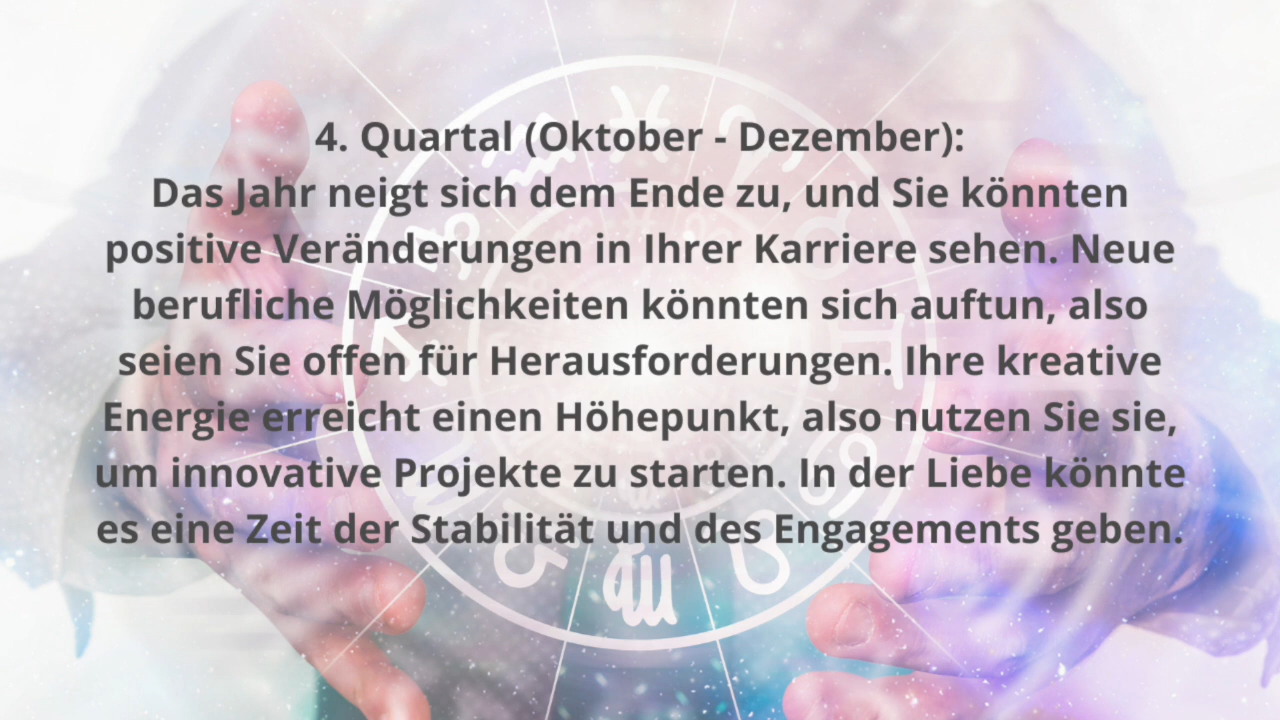 4. Quartal (Oktober - Dezember):
Das Jahr neigt sich dem Ende zu, und Sie könnten
positive Veränderungen in Ihrer Karriere sehen. Neue
berufliche Möglichkeiten könnten sich auftun, also
seien Sie offen für Herausforderungen. Ihre kreative
Energie erreicht einen Höhepunkt, also nutzen Sie sie,
um innovative Projekte zu starten. In der Liebe könnte
es eine Zeit der Stabilität und des Engagements geben.